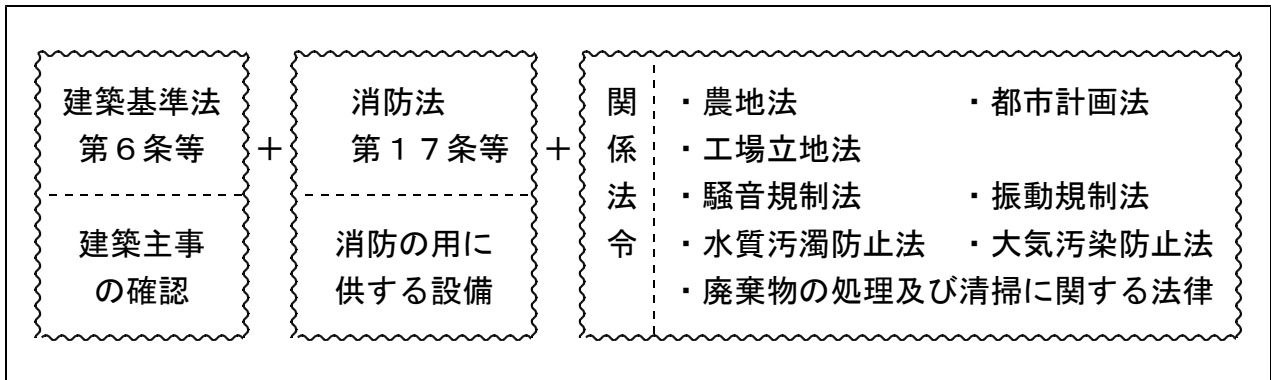 建築基準法
第6条等
建築主事
の確認
+
消防法
第17条等
消防の用に
供する設備
+
関係法令
・農地法 ・都市計画法
・工場立地法
・騒音規制法 ・振動規制法
・水質汚濁防止法 ・大気汚染防止法
・廃棄物の処理及び清掃に関する法律